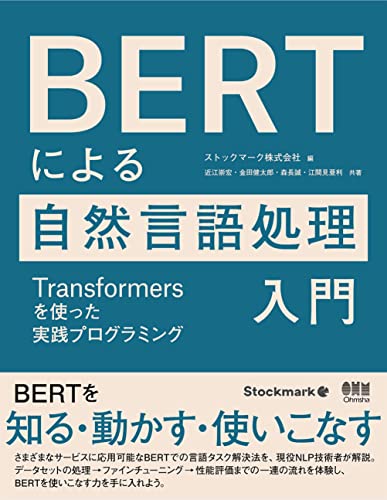 BERT
による
ストックマーク株式会社 編
近江崇宏・金田健太郎・森長誠・江間見亜利 共著
自然言語処理
Transformers
を使った
実践プログラミング
入門
Stockmark
Ohmsha
BERTを
知る・動かす・使いこなす
さまざまなサービスに応用可能なBERTでの言語タスク解決法を、現役NLP技術者が解説。
データセットの処理→ファインチューニング→性能評価までの一連の流れを体験し、
BERTを使いこなす力を手に入れよう。